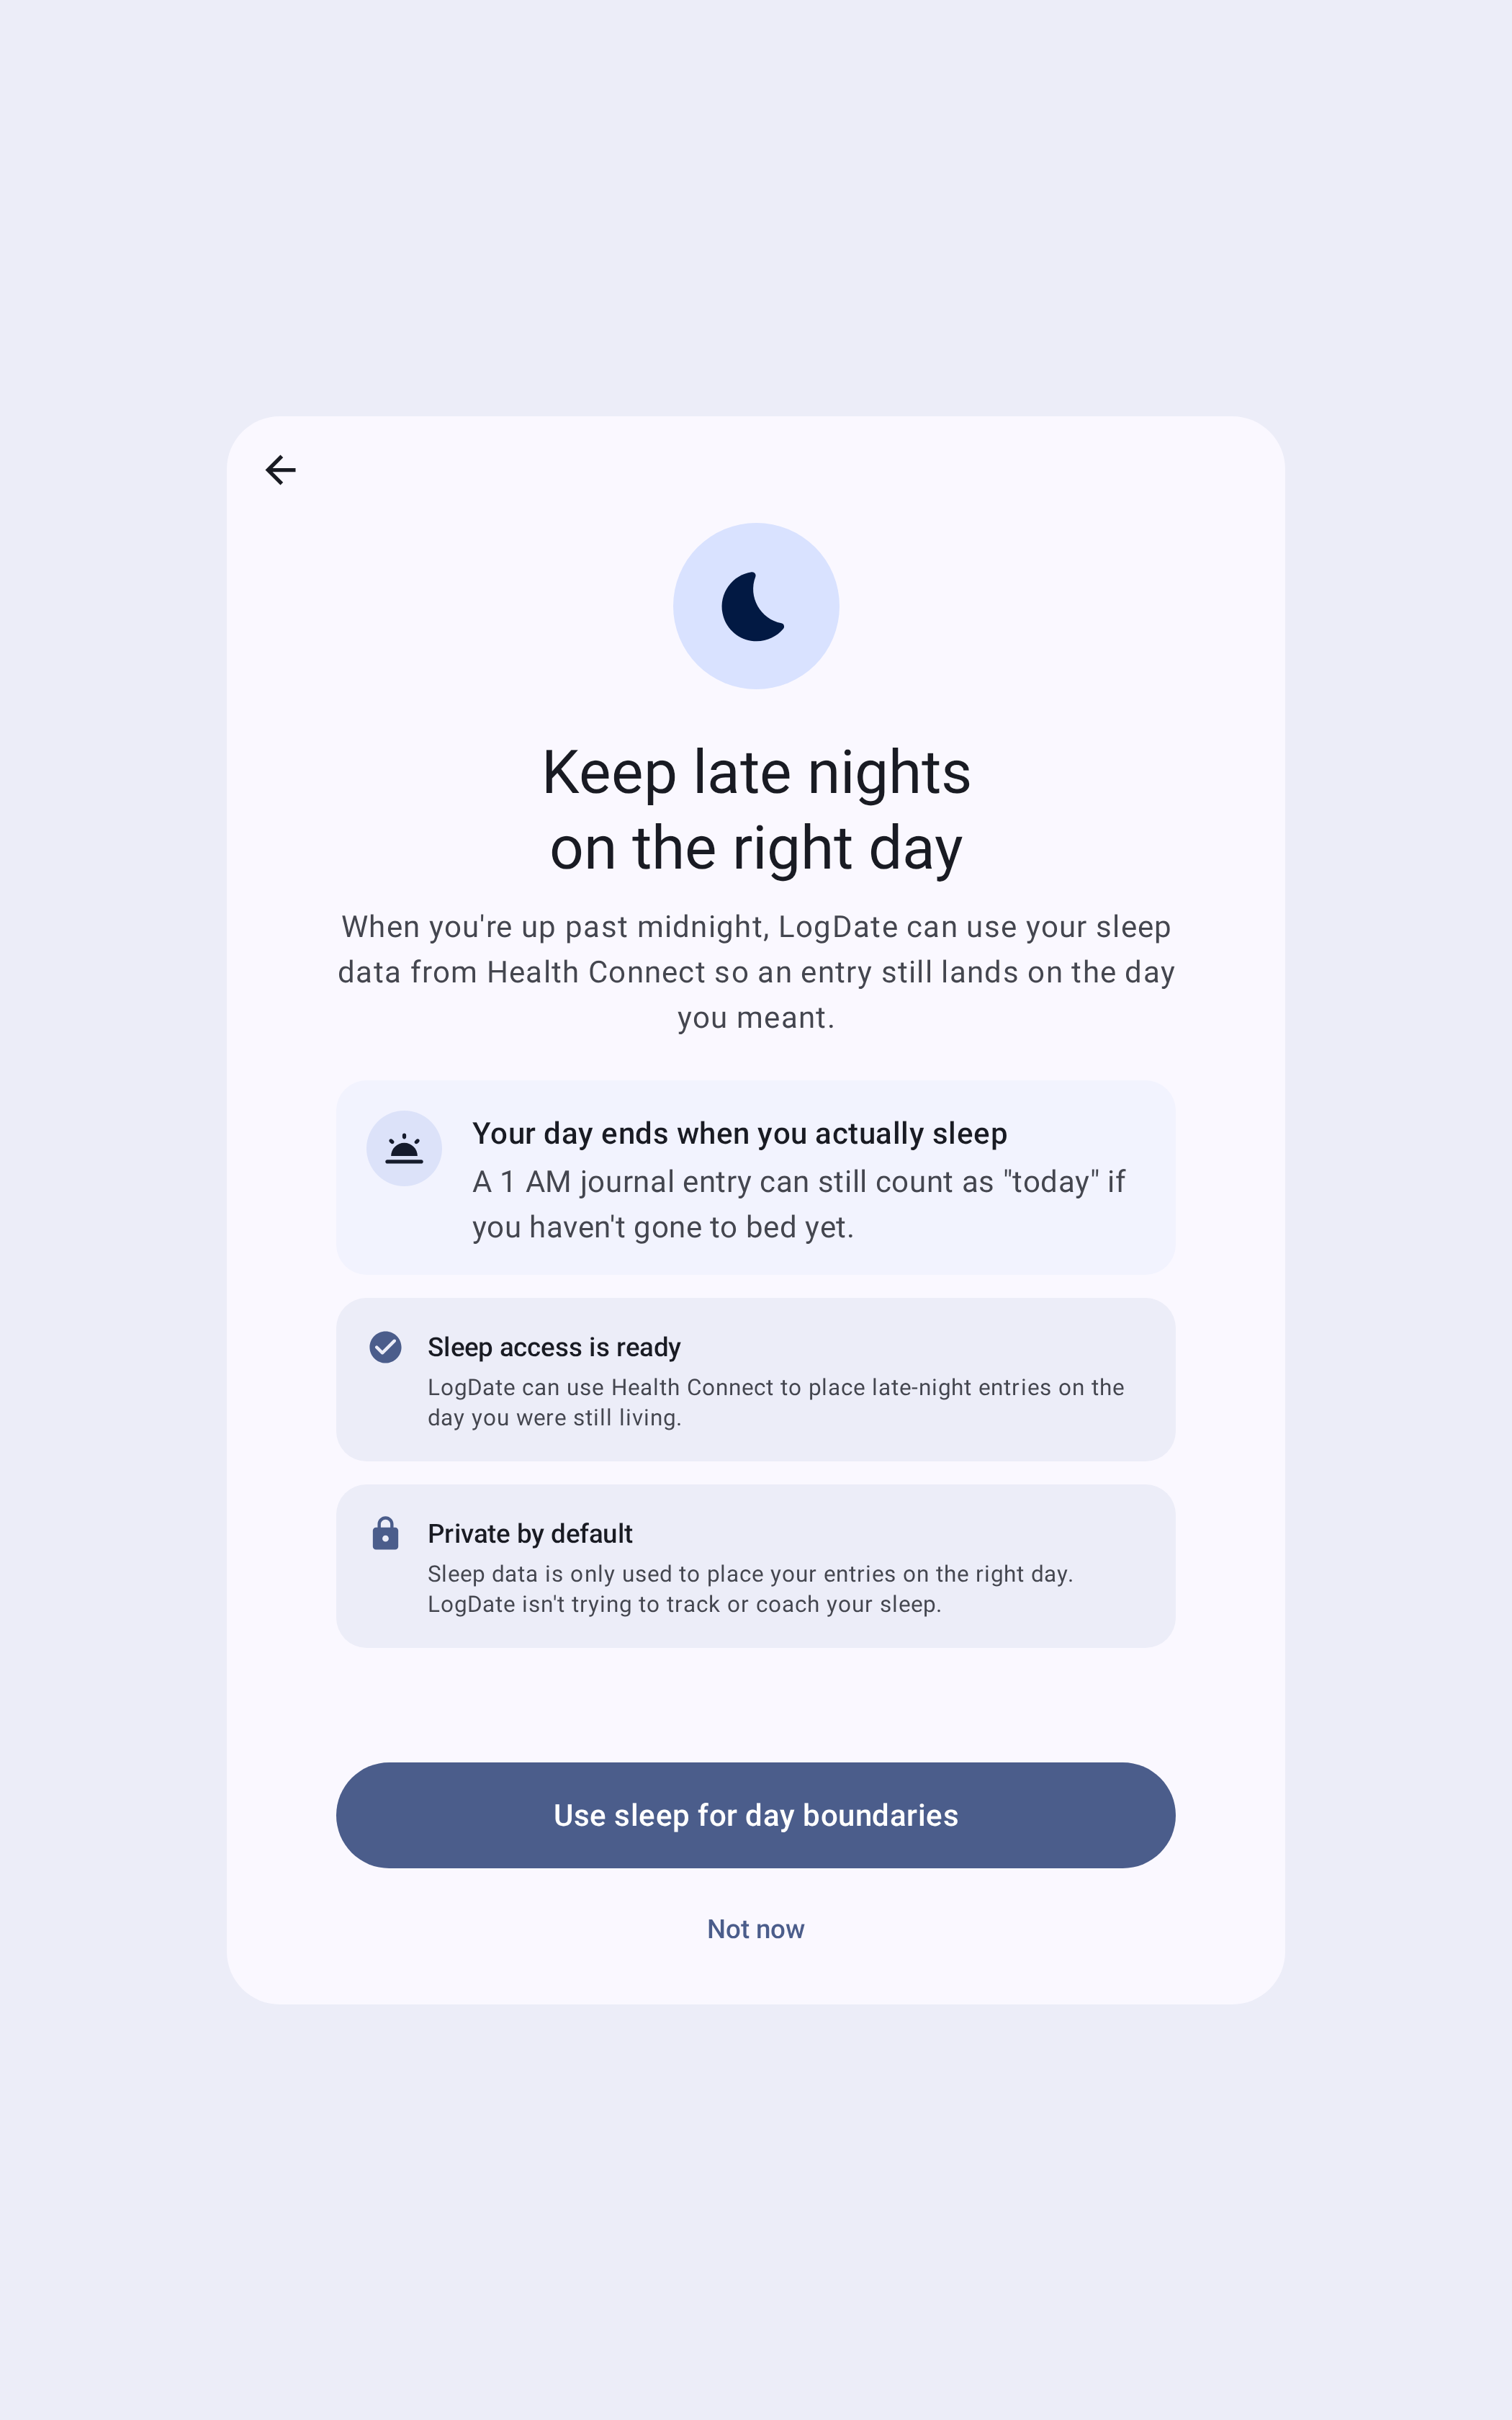 Keep late nights
on the right day
When you're up past midnight, LogDate can use your sleep
data from Health Connect so an entry still lands on the day
you meant.
Your day ends when you actually sleep
A 1 AM journal entry can still count as "today" if
you haven't gone to bed yet.
Sleep access is ready
LogDate can use Health Connect to place late-night entries on the
day you were still living.
Private by default
Sleep data is only used to place your entries on the right day.
LogDate isn't trying to track or coach your sleep.
Use sleep for day boundaries
Not now